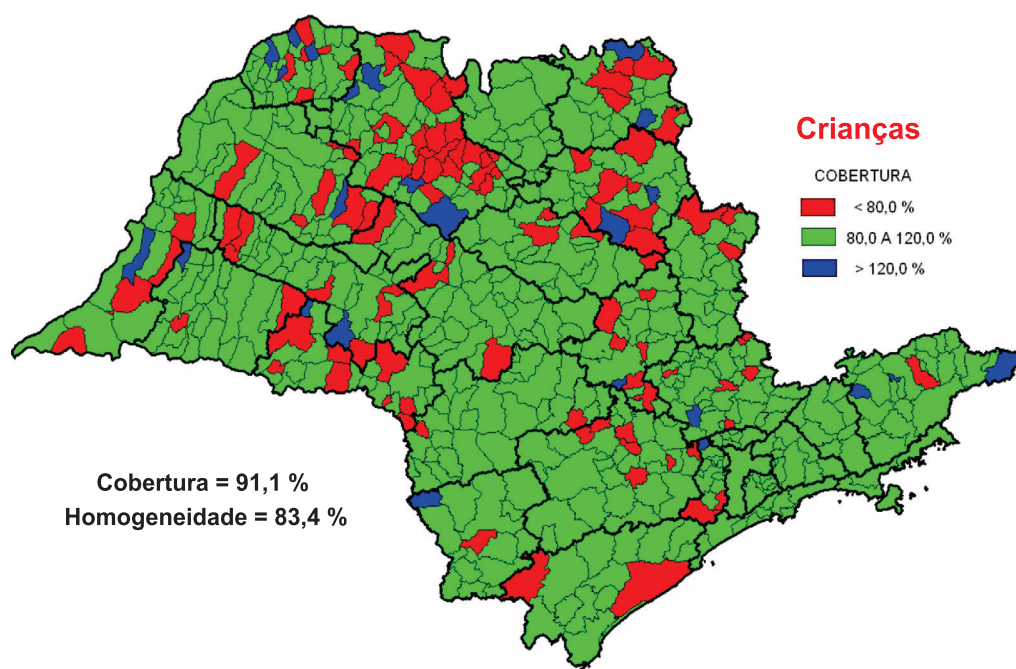 Crianças
COBERTURA
< 80,0 %
80,0 A 120,0 %
> 120,0 %
Cobertura = 91,1 %
Homogeneidade = 83,4 %